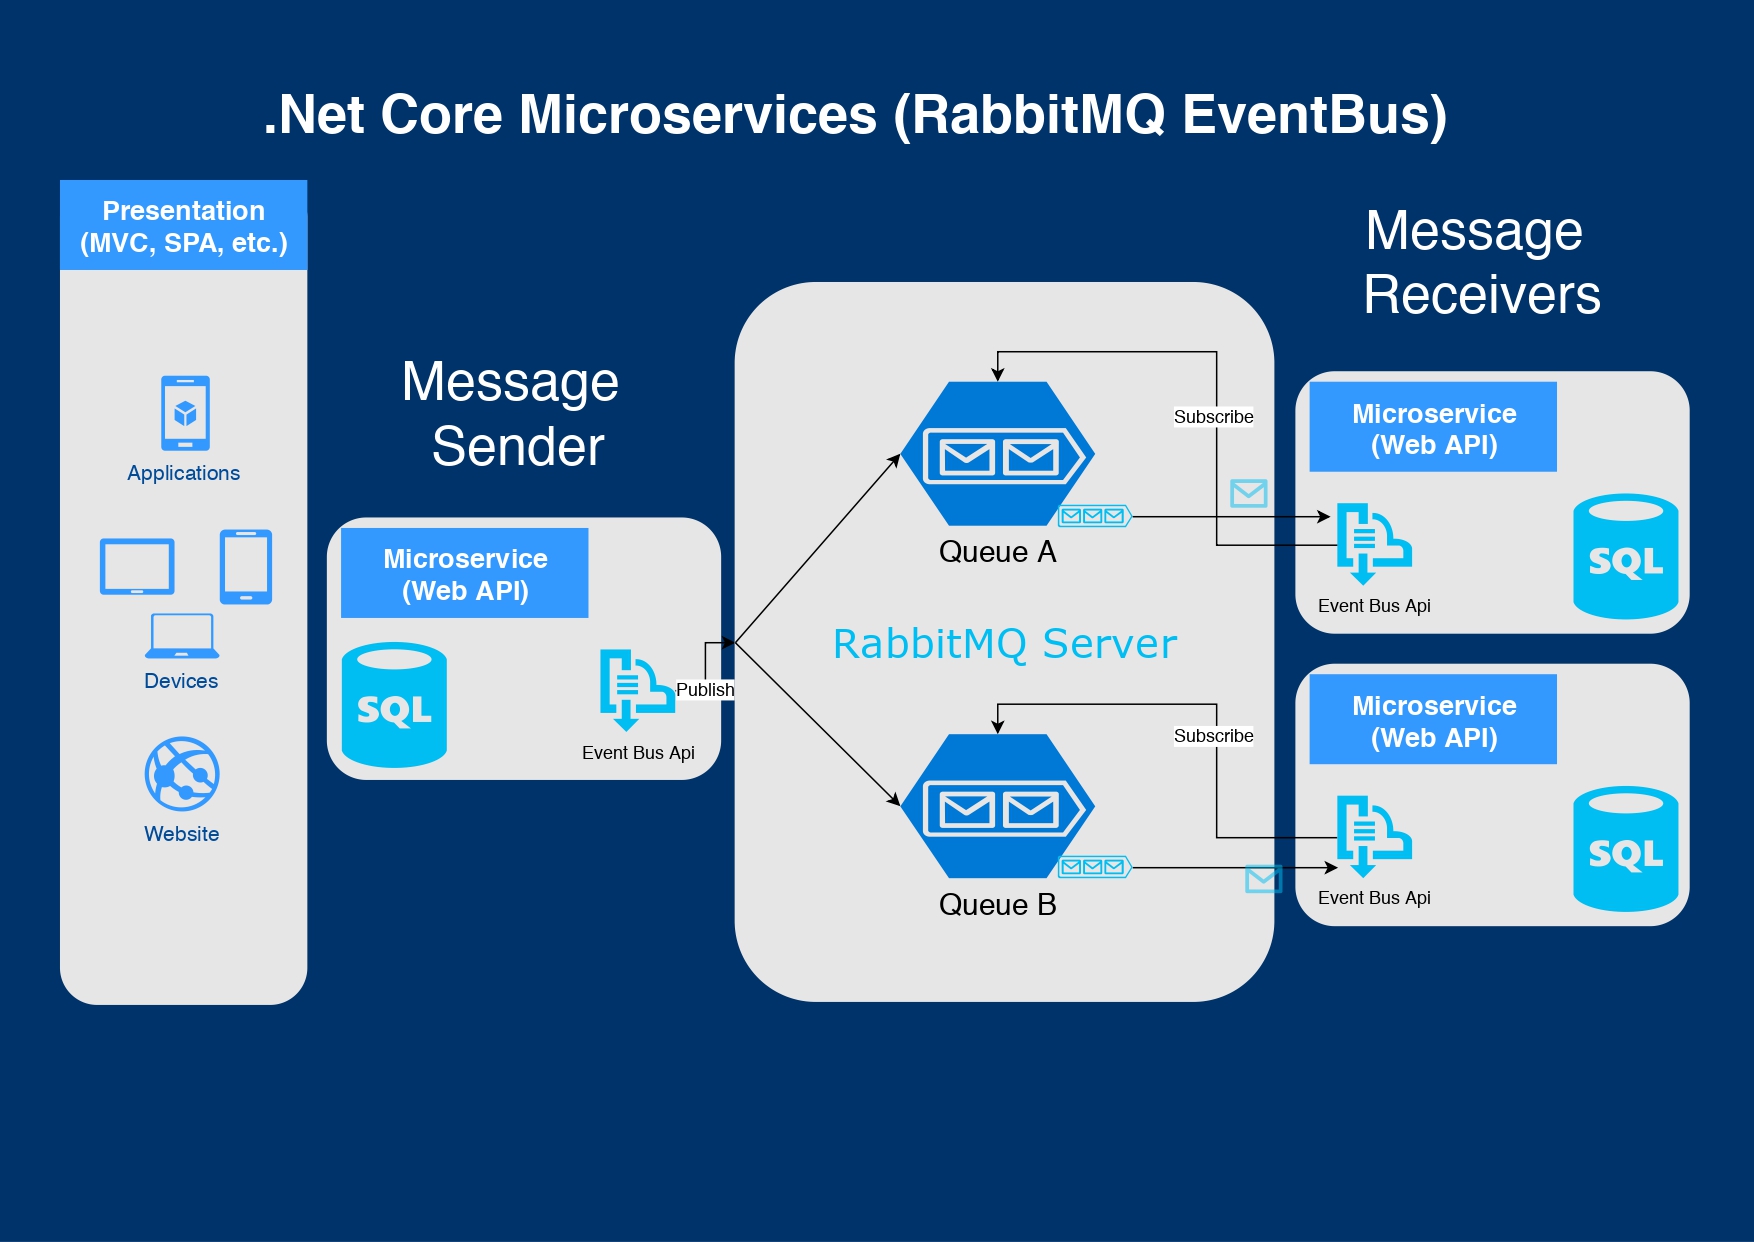 .Net Core Microservices (RabbitMQ EventBus)
Presentation
(MVC, SPA, etc.)
Applications
Devices
Website
Message
Sender
Microservice
(Web API)
SQL
Event Bus Api
Publish
Queue A
RabbitMQ Server
Queue B
Subscribe
Subscribe
Message
Receivers
Microservice
(Web API)
SQL
Event Bus Api
Microservice
(Web API)
SQL
Event Bus Api